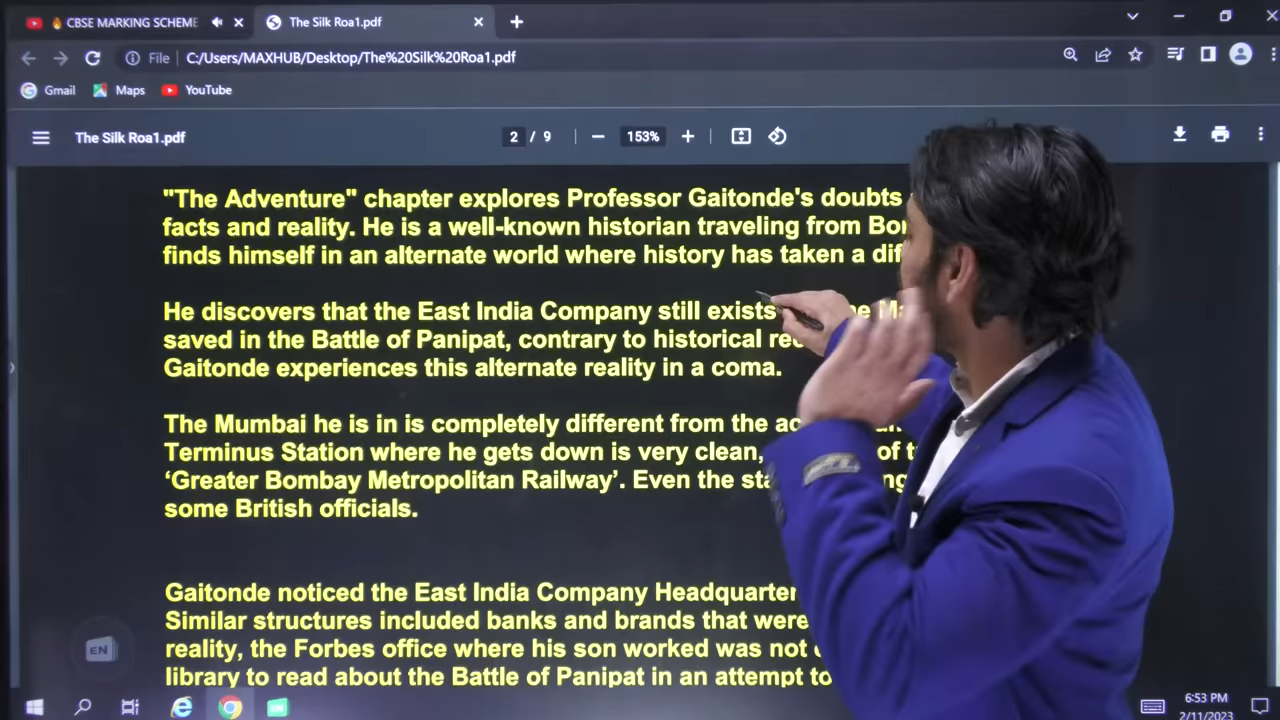 CBSE MARKING SCHEME
The Silk Roa1.pdf
File C:/Users/MAXHUB/Desktop/The%20Silk%20Roa1.pdf
Gmail Maps YouTube
The Silk Roa1.pdf 2 / 9 153%
"The Adventure" chapter explores Professor Gaitonde's doubts
facts and reality. He is a well-known historian traveling from
finds himself in an alternate world where history has taken a
He discovers that the East India Company still exists
saved in the Battle of Panipat, contrary to historical
Gaitonde experiences this alternate reality in a coma.
The Mumbai he is in is completely different from the
Terminus Station where he gets down is very clean, of
‘Greater Bombay Metropolitan Railway’. Even the
some British officials.
Gaitonde noticed the East India Company
Similar structures included banks and brands that were
reality, the Forbes office where his son worked was not
library to read about the Battle of Panipat in an attempt to
EN
6:53 PM
2/11/2023